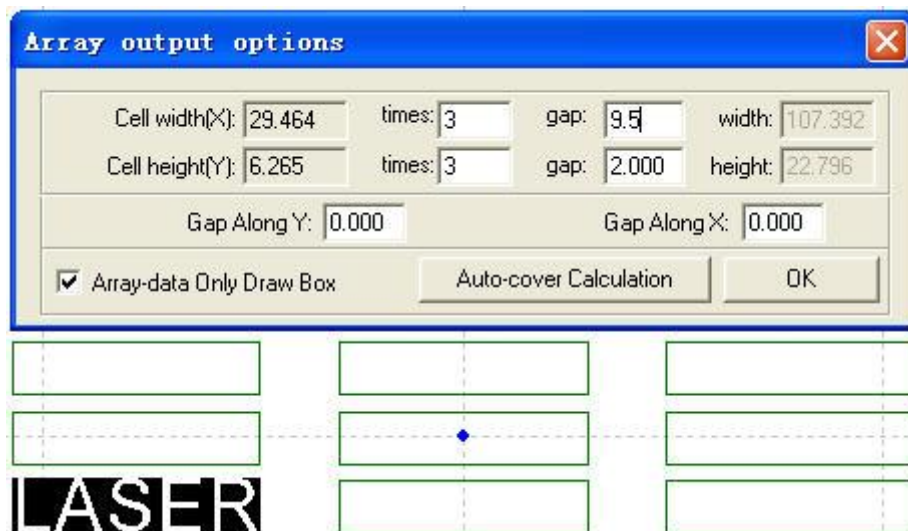 Array output options
Cell width(X): 29.464 times: 3 gap: 9.5 width: 107.392
Cell height(Y): 6.265 times: 3 gap: 2.000 height: 22.796
Gap Along Y: 0.000 Gap Along X: 0.000
Array-data Only Draw Box Auto-cover Calculation OK
LASER